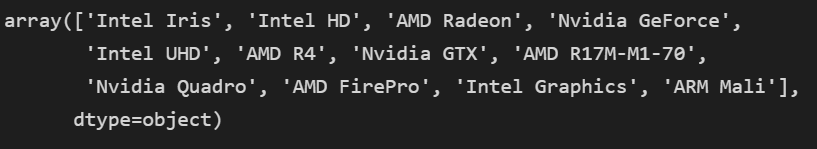 array(['Intel Iris', 'Intel HD', 'AMD Radeon', 'Nvidia GeForce',
'Intel UHD', 'AMD R4', 'Nvidia GTX', 'AMD R17M-M1-70',
'Nvidia Quadro', 'AMD FirePro', 'Intel Graphics', 'ARM Mali'],
dtype=object)